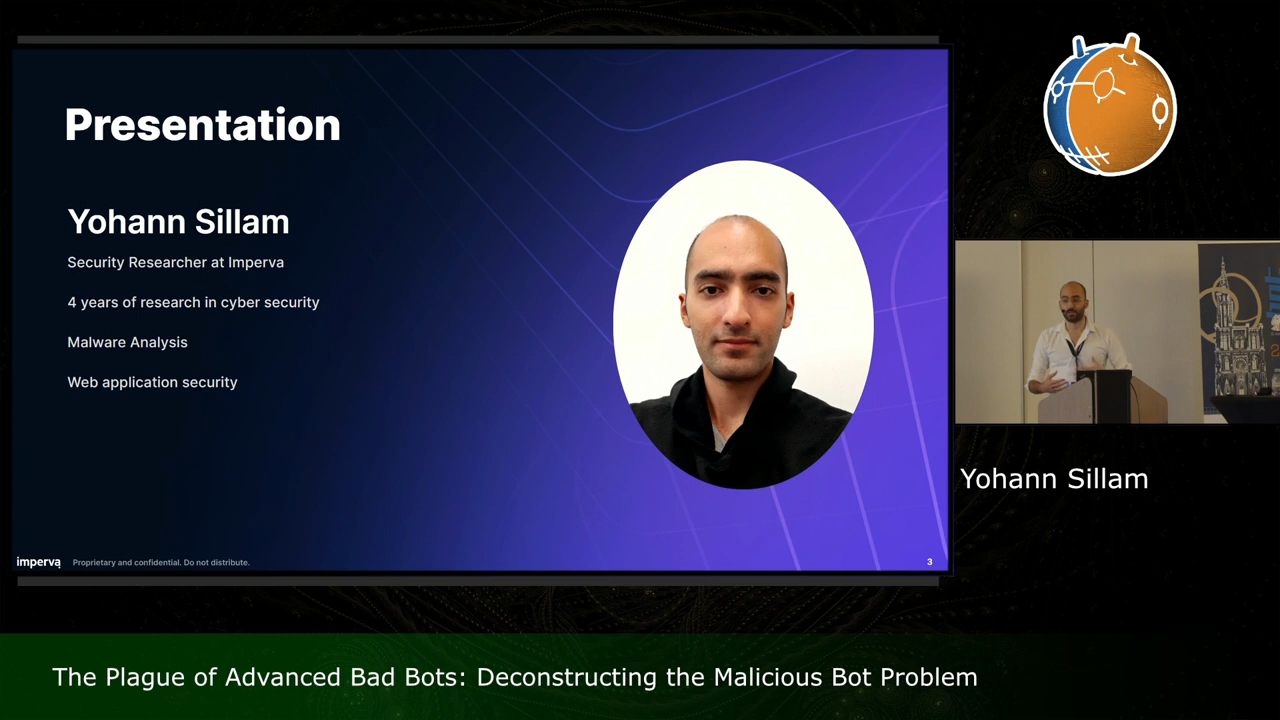 Presentation
Yohann Sillam
Security Researcher at Imperva
4 years of research in cyber security
Malware Analysis
Web application security
imperva
Proprietary and confidential. Do not distribute.
3
Yohann Sillam
The Plague of Advanced Bad Bots: Deconstructing the Malicious Bot Problem